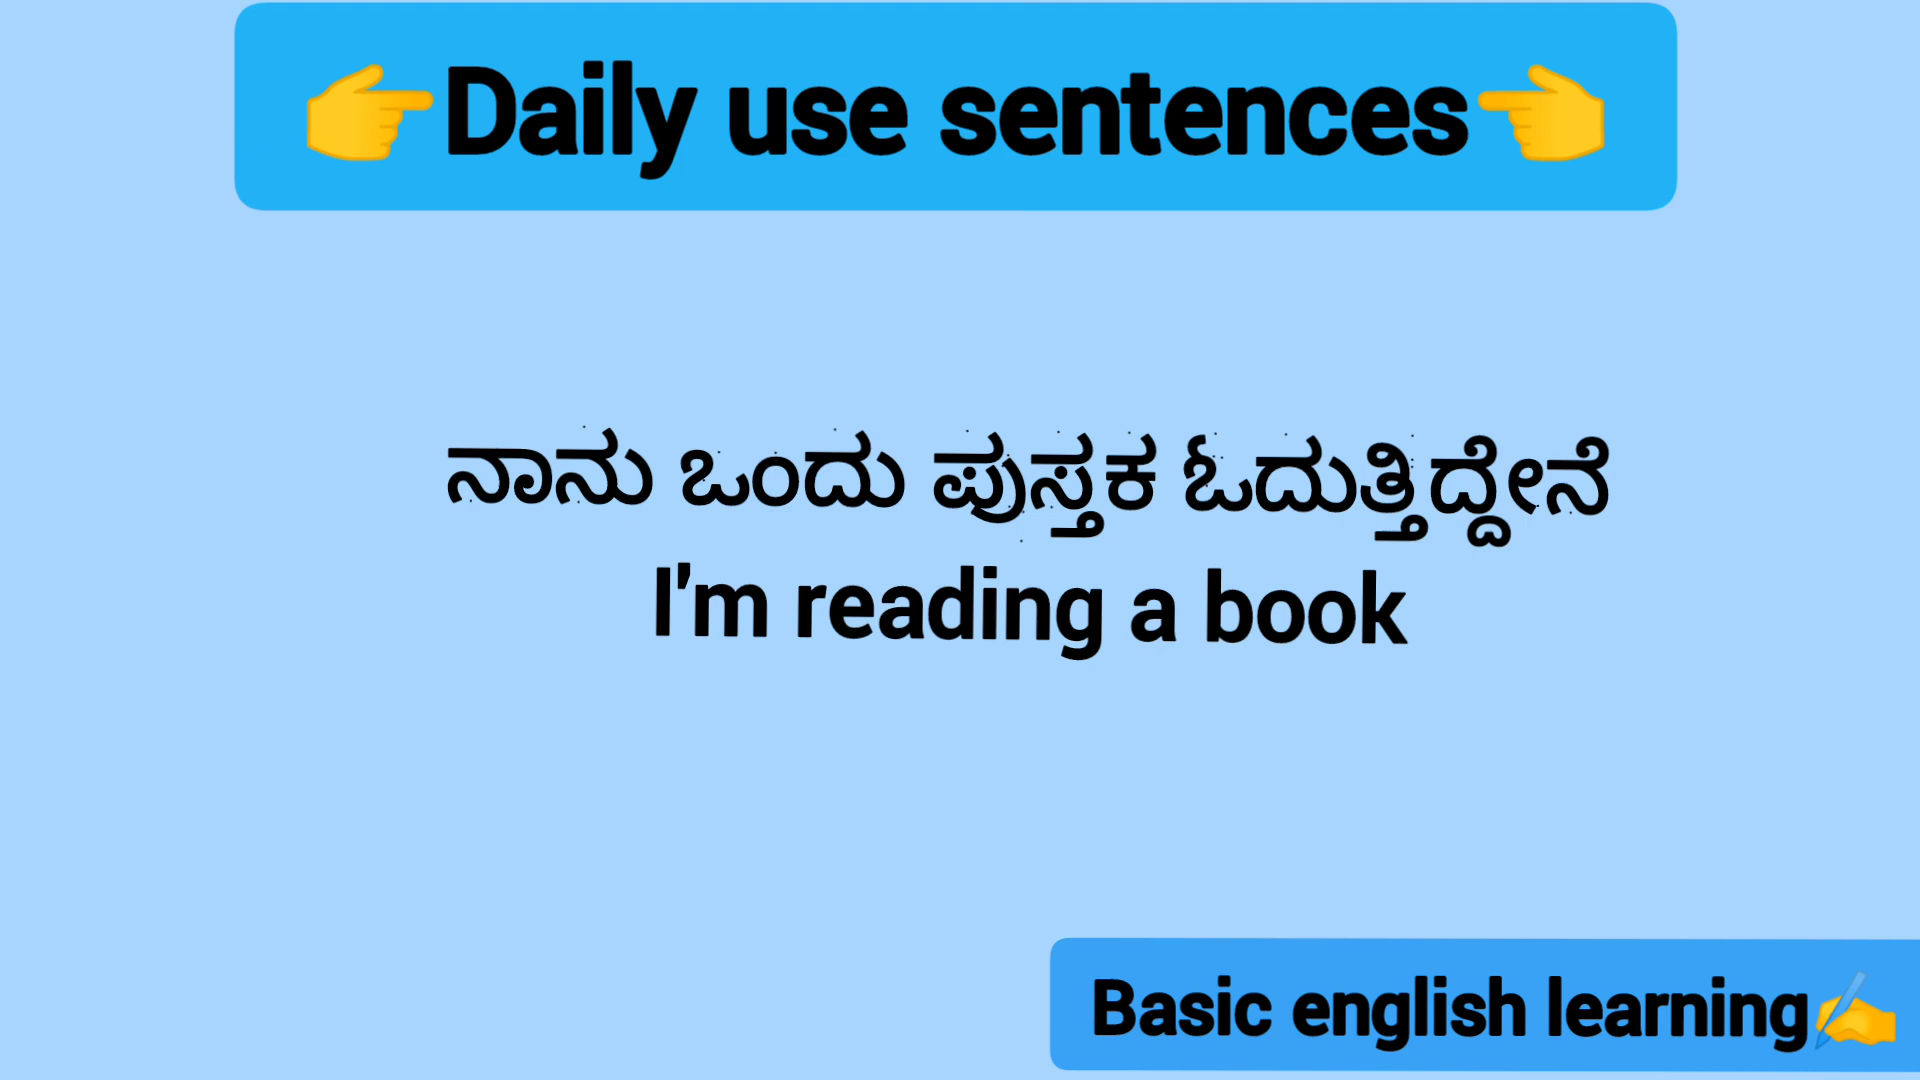 👉Daily use sentences👈
ನಾನು ಒಂದು ಪುಸ್ತಕ ಓದುತ್ತಿದ್ದೇನೆ
I'm reading a book
Basic english learning✍